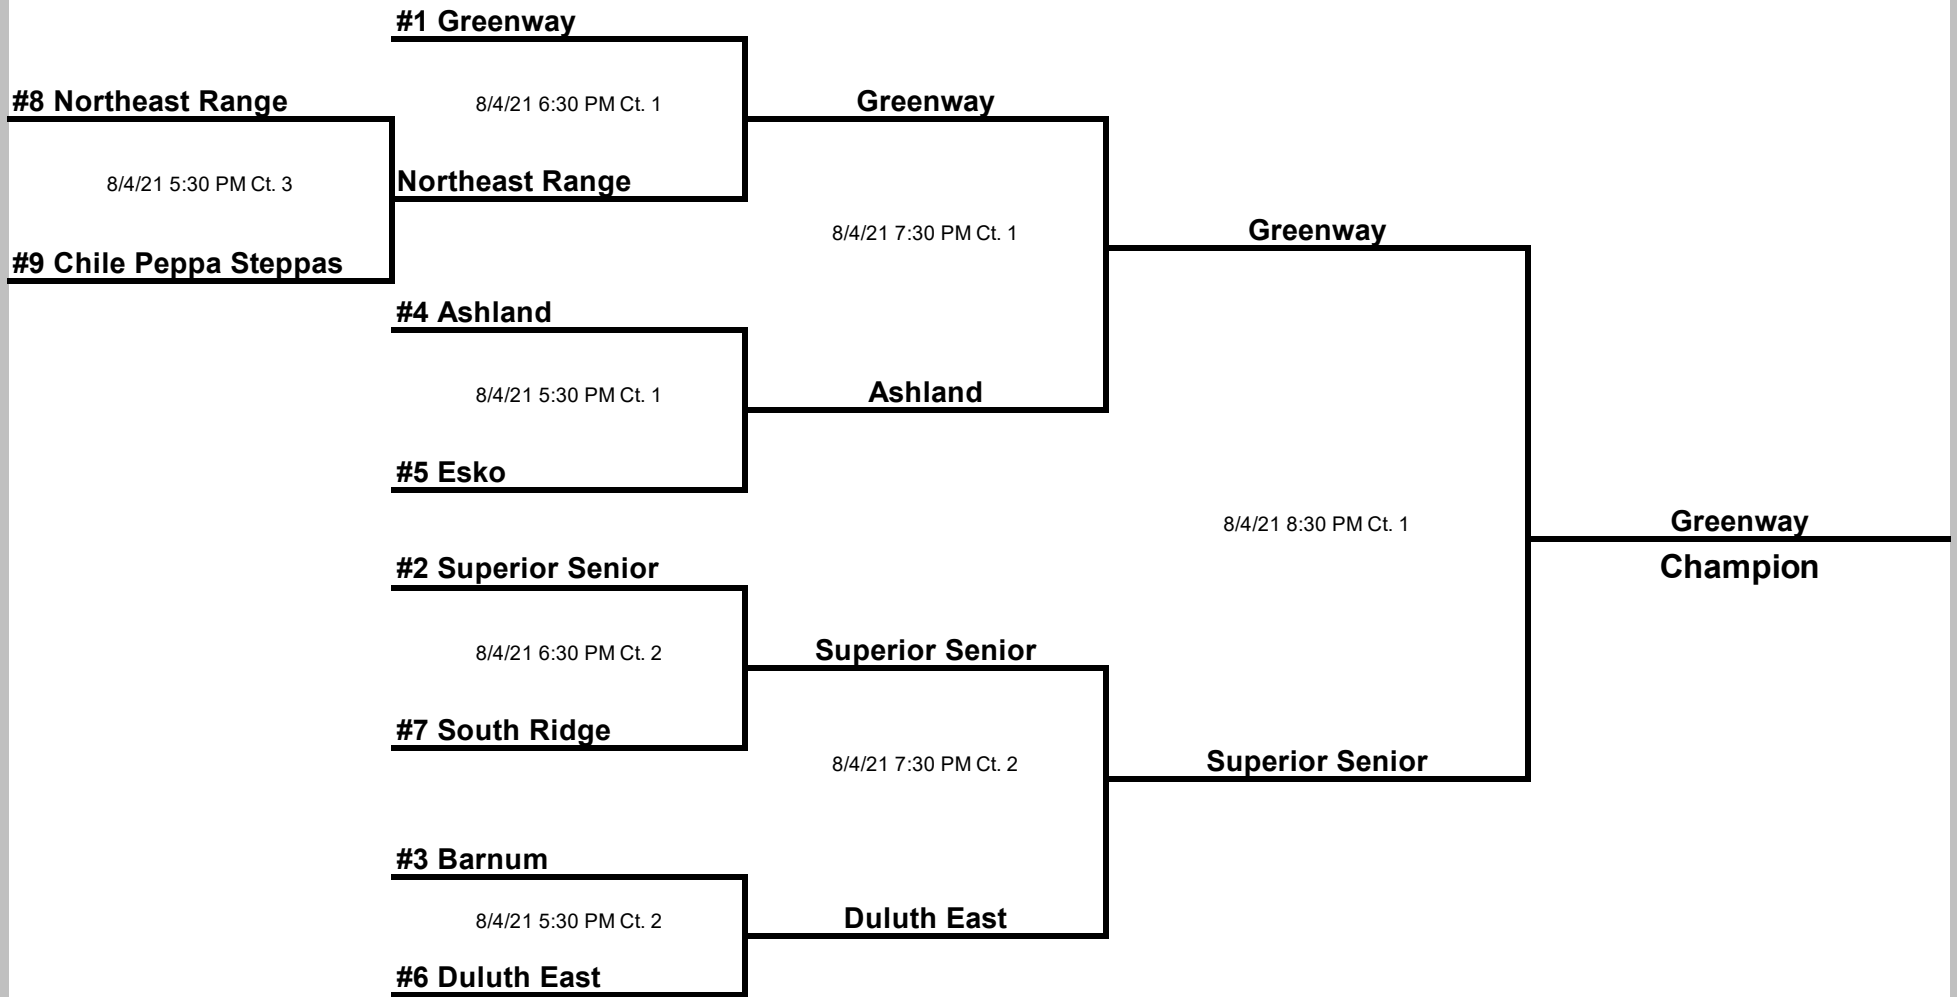 #1 Greenway
#8 Northeast Range
8/4/21 6:30 PM Ct. 1
Greenway
8/4/21 5:30 PM Ct. 3
Northeast Range
8/4/21 7:30 PM Ct. 1
Greenway
#9 Chile Peppa Steppas
#4 Ashland
8/4/21 5:30 PM Ct. 1
Ashland
#5 Esko
8/4/21 8:30 PM Ct. 1
Greenway
Champion
#2 Superior Senior
8/4/21 6:30 PM Ct. 2
Superior Senior
#7 South Ridge
8/4/21 7:30 PM Ct. 2
Superior Senior
#3 Barnum
8/4/21 5:30 PM Ct. 2
Duluth East
#6 Duluth East